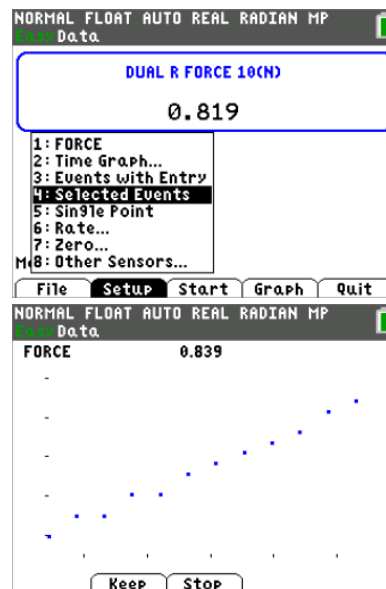 NORMAL FLOAT AUTO REAL RADIAN MP
EasyData
DUAL R FORCE 10(N)
0.819
1: FORCE
2: Time Graph...
3: Events with Entry
4: Selected Events
5: Single Point
6: Rate...
7: Zero...
8: Other Sensors...
File Setup Start Graph Quit
NORMAL FLOAT AUTO REAL RADIAN MP
EasyData
FORCE 0.839
Keep Stop